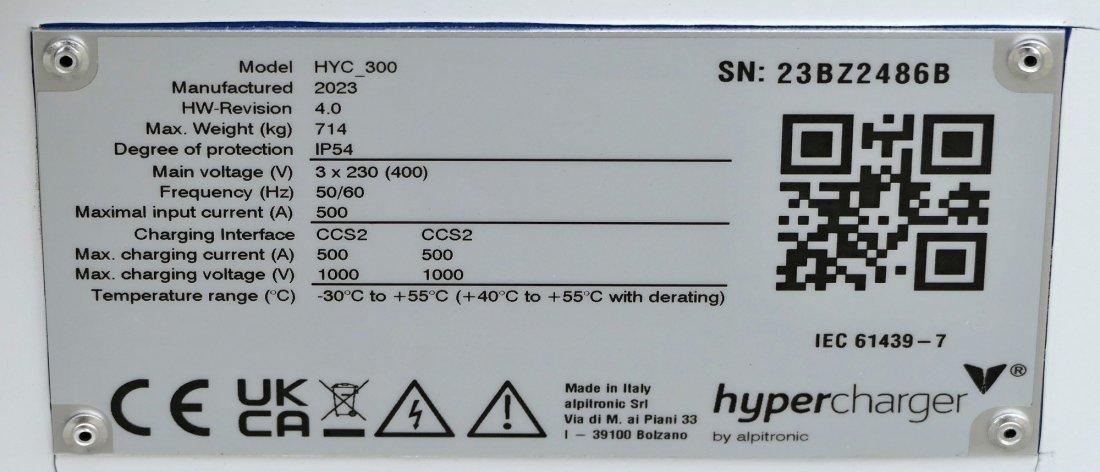 Model HYC_300
Manufactured 2023
HW-Revision 4.0
Max. Weight (kg) 714
Degree of protection IP54
Main voltage (V) 3 x 230 (400)
Frequency (Hz) 50/60
Maximal input current (A) 500
Charging Interface CCS2 CCS2
Max. charging current (A) 500 500
Max. charging voltage (V) 1000 1000
Temperature range (°C) -30°C to +55°C (+40°C to +55°C with derating)
SN: 23BZ2486B
IEC 61439-7
CE
UK
CA
Made in Italy
alpitronic Srl
Via di M. ai Piani 33
I - 39100 Bolzano
hypercharger ®
by alpitronic